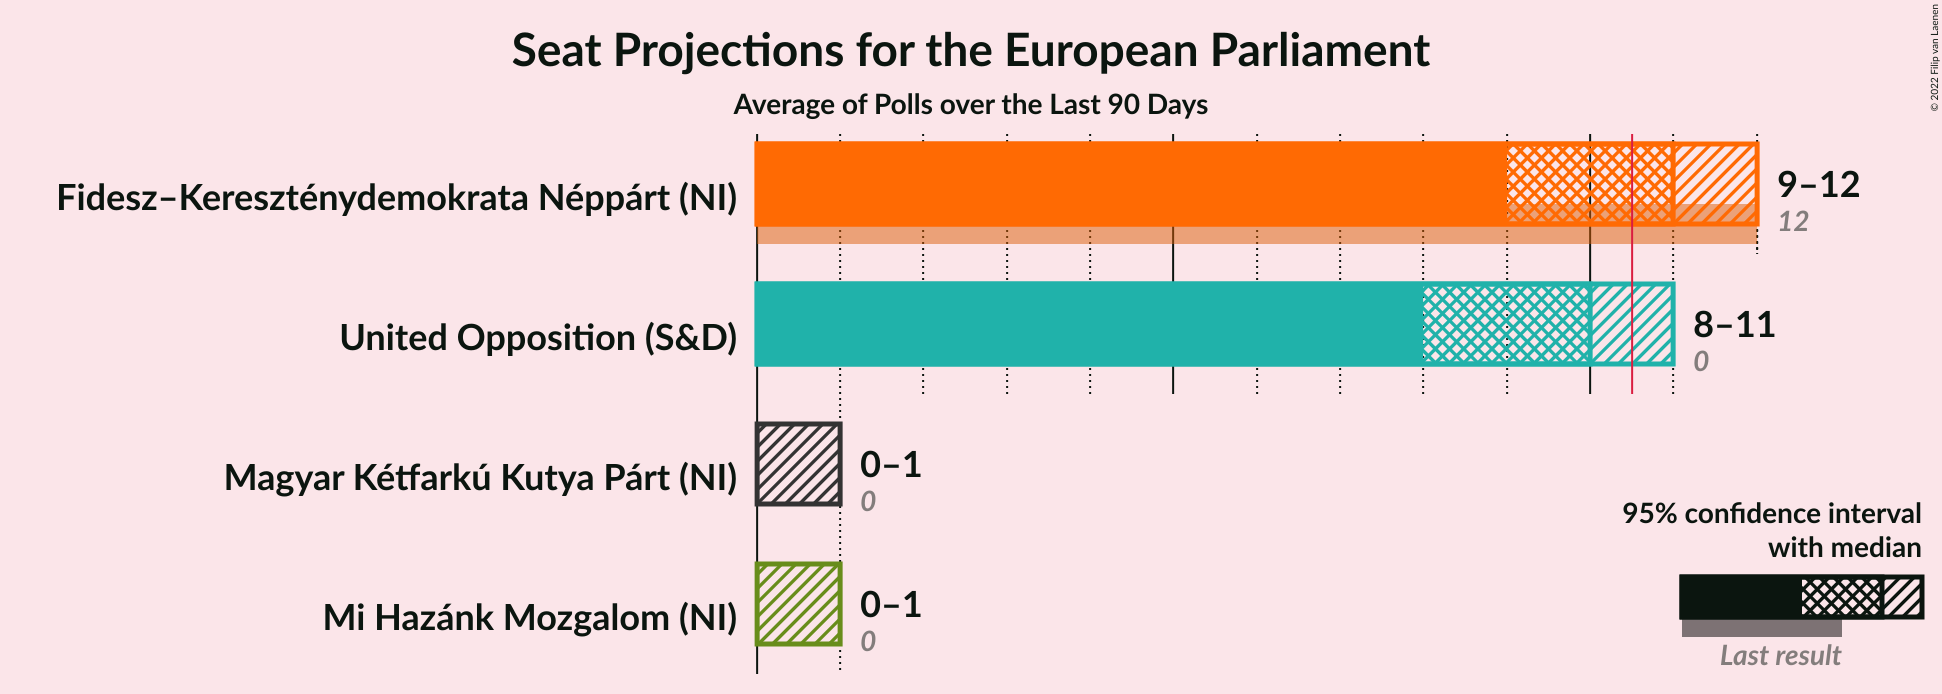 Seat Projections for the European Parliament
Average of Polls over the Last 90 Days
© 2022 Filip van Laenen
Fidesz–Kereszténydemokrata Néppárt (NI)
9–12
12
United Opposition (S&D)
8–11
0
Magyar Kétfarkú Kutya Párt (NI)
0–1
0
Mi Hazánk Mozgalom (NI)
0–1
0
95% confidence interval
with median
Last result